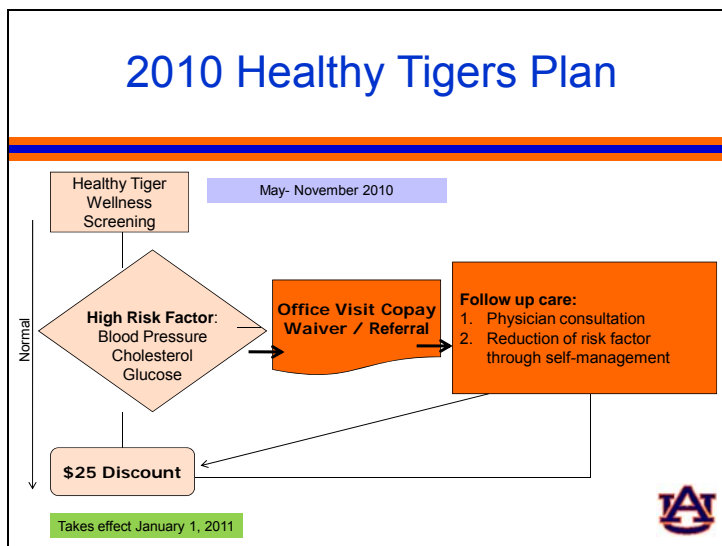 2010 Healthy Tigers Plan
Healthy Tiger
Wellness
Screening
May- November 2010
Normal
High Risk Factor:
Blood Pressure
Cholesterol
Glucose
Office Visit Copay
Waiver / Referral
Follow up care:
1. Physician consultation
2. Reduction of risk factor
through self-management
$25 Discount
Takes effect January 1, 2011
AU